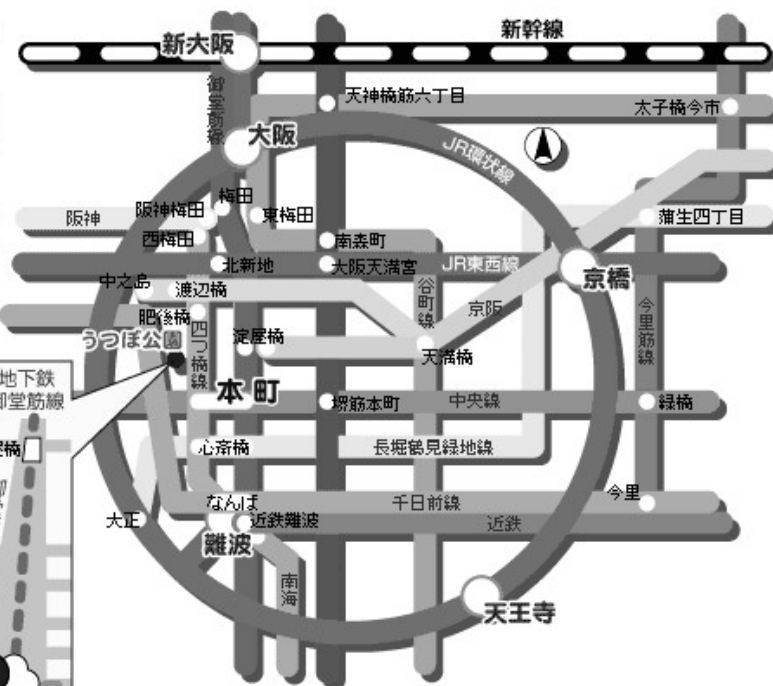 新幹線
新大阪
御堂筋線
天神橋筋六丁目
太子橋今市
大阪
JR環状線
梅田
阪神
阪神梅田
東梅田
蒲生四丁目
西梅田
南森町
北新地
大阪天満宮
JR東西線
京橋
中之島
渡辺橋
谷町線
京阪
今里筋線
肥後橋
四つ橋線
うつぼ公園
淀屋橋
天満橋
地下鉄
御堂筋線
本町
堺筋本町
中央線
緑橋
心斎橋
長堀鶴見緑地線
なんば
千日前線
今里
大正
近鉄難波
近鉄
難波
南海
天王寺